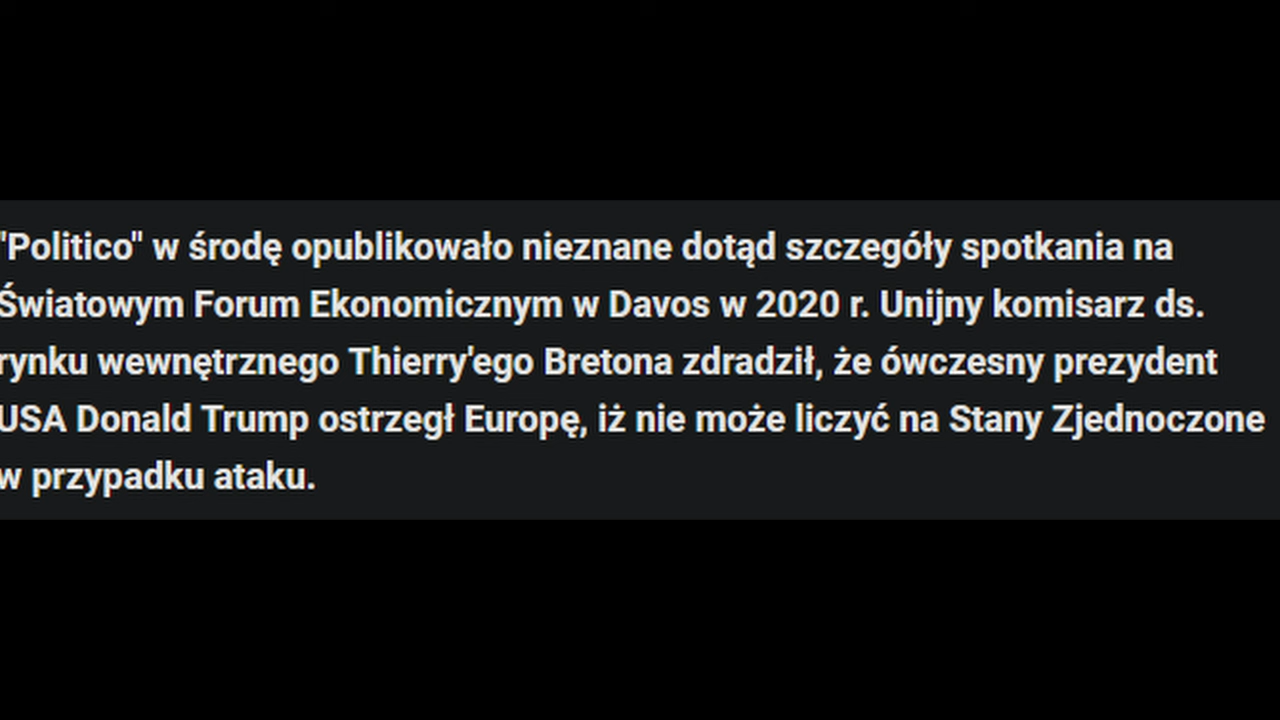 "Politico" w środę opublikowało nieznane dotąd szczegóły spotkania na
Światowym Forum Ekonomicznym w Davos w 2020 r. Unijny komisarz ds.
rynku wewnętrznego Thierry'ego Bretona zdradził, że ówczesny prezydent
USA Donald Trump ostrzegł Europę, iż nie może liczyć na Stany Zjednoczone
w przypadku ataku.